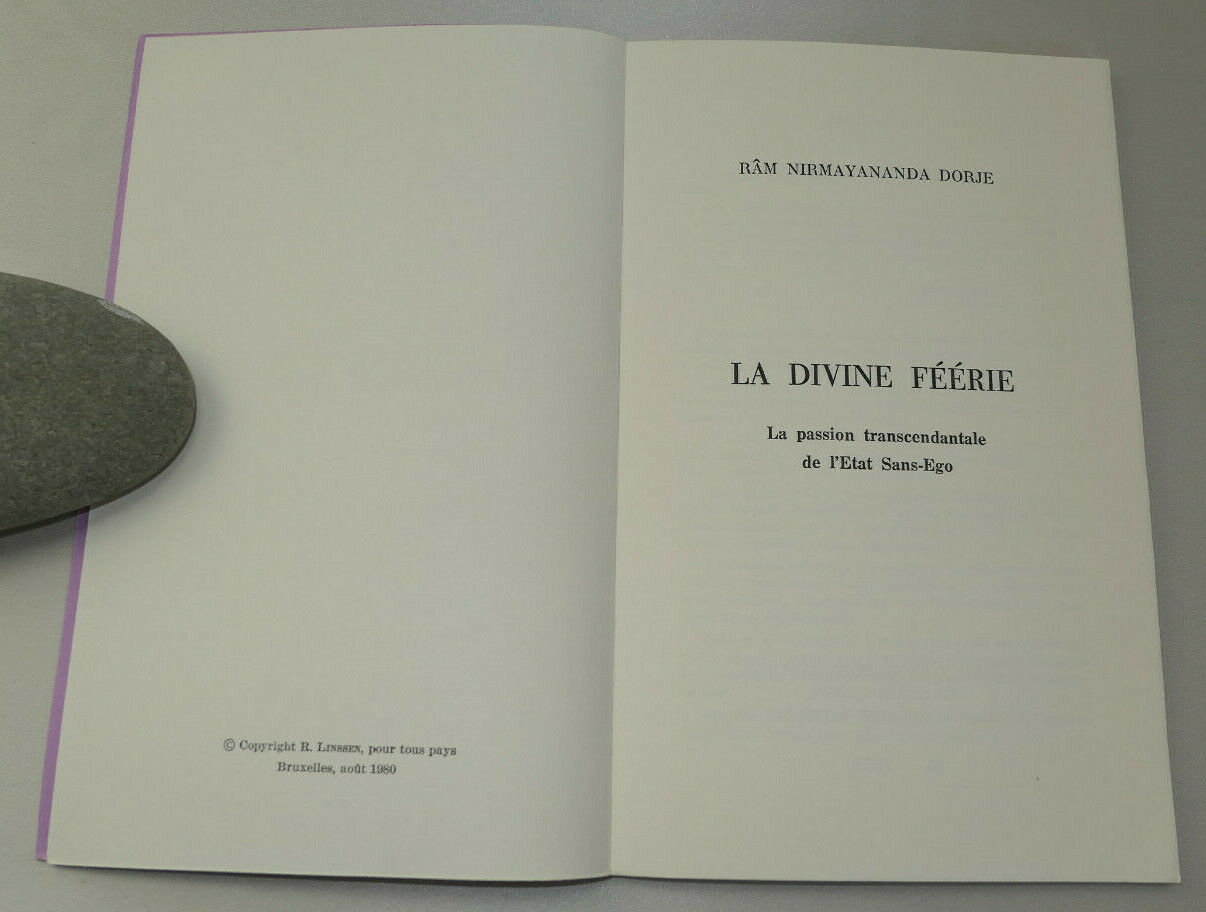 © Copyright R. LINSSEN, pour tous pays
Bruxelles, août 1980
RÂM NIRMAYANANDA DORJE
LA DIVINE FÉÉRIE
La passion transcendantale
de l'Etat Sans-Ego